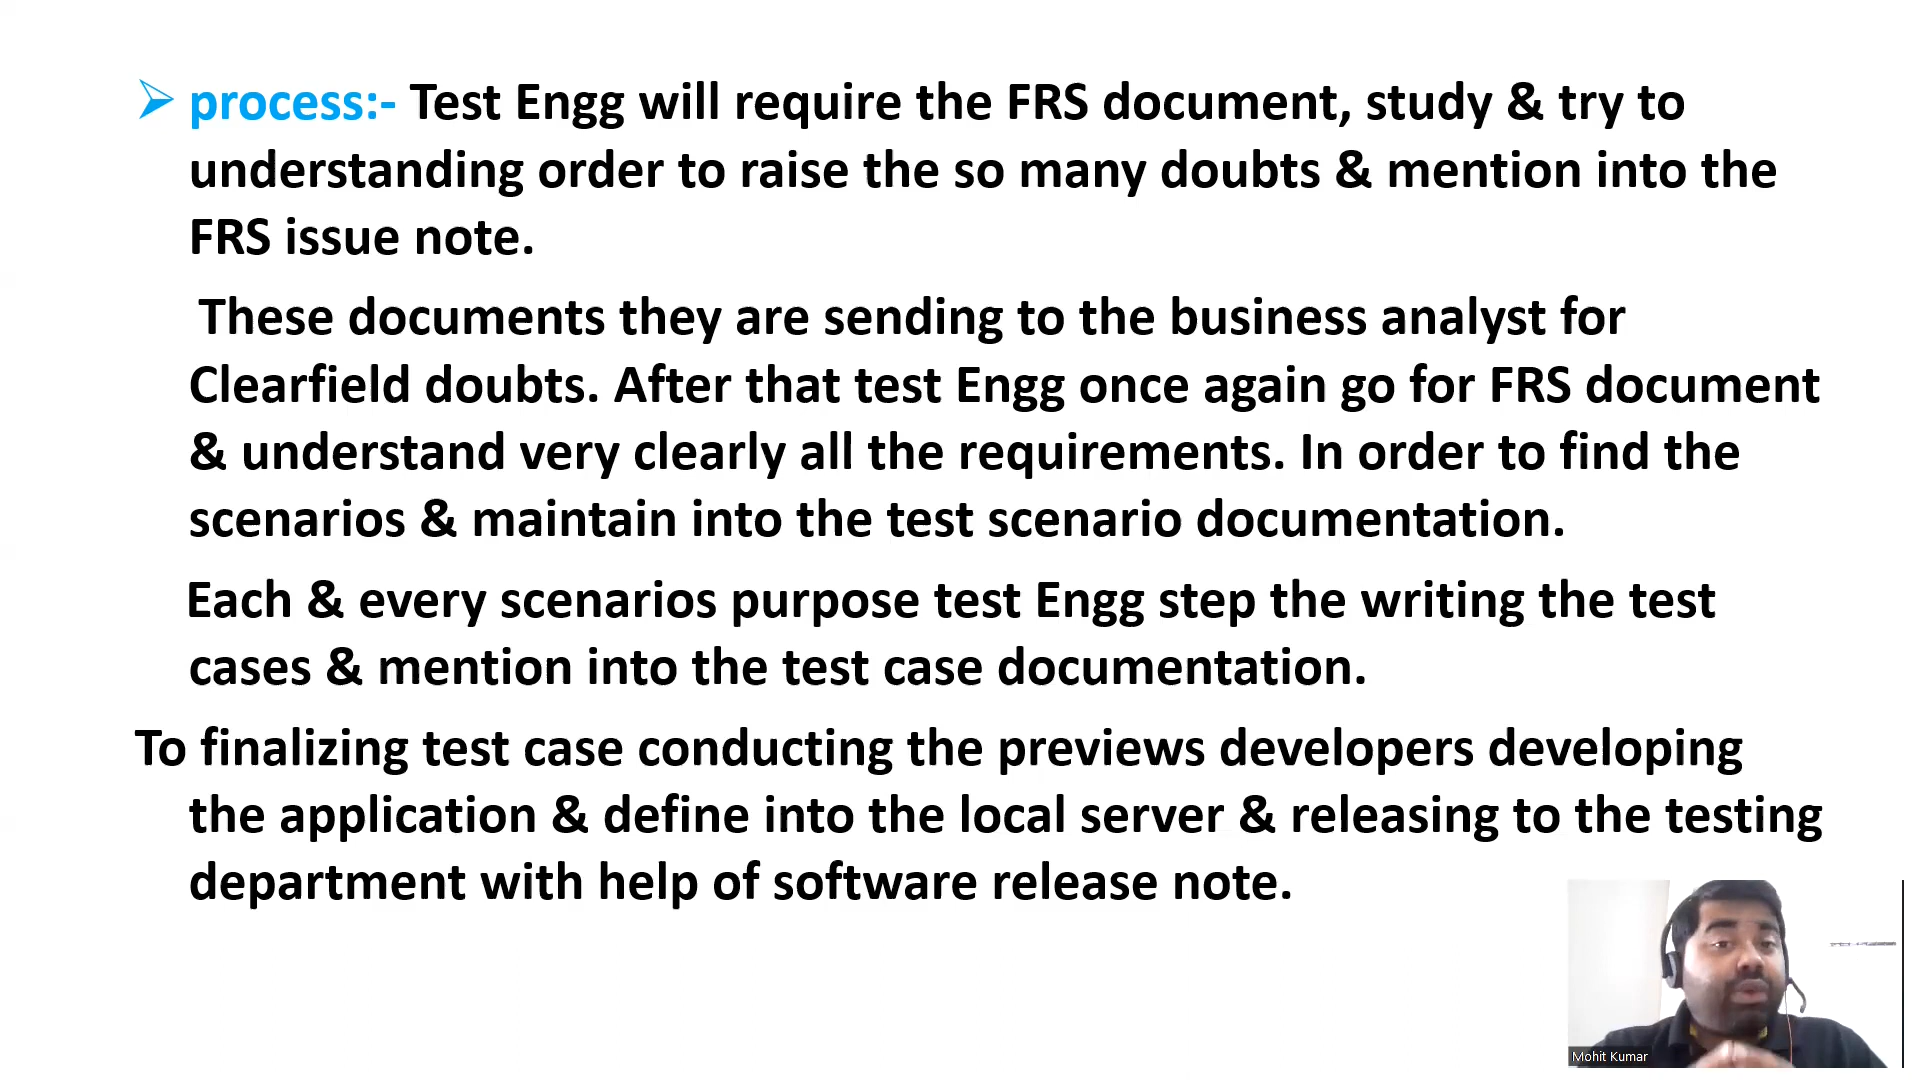 process:- Test Engg will require the FRS document, study & try to
understanding order to raise the so many doubts & mention into the
FRS issue note.
These documents they are sending to the business analyst for
Clearfield doubts. After that test Engg once again go for FRS document
& understand very clearly all the requirements. In order to find the
scenarios & maintain into the test scenario documentation.
Each & every scenarios purpose test Engg step the writing the test
cases & mention into the test case documentation.
To finalizing test case conducting the previews developers developing
the application & define into the local server & releasing to the testing
department with help of software release note.
Mohit Kumar